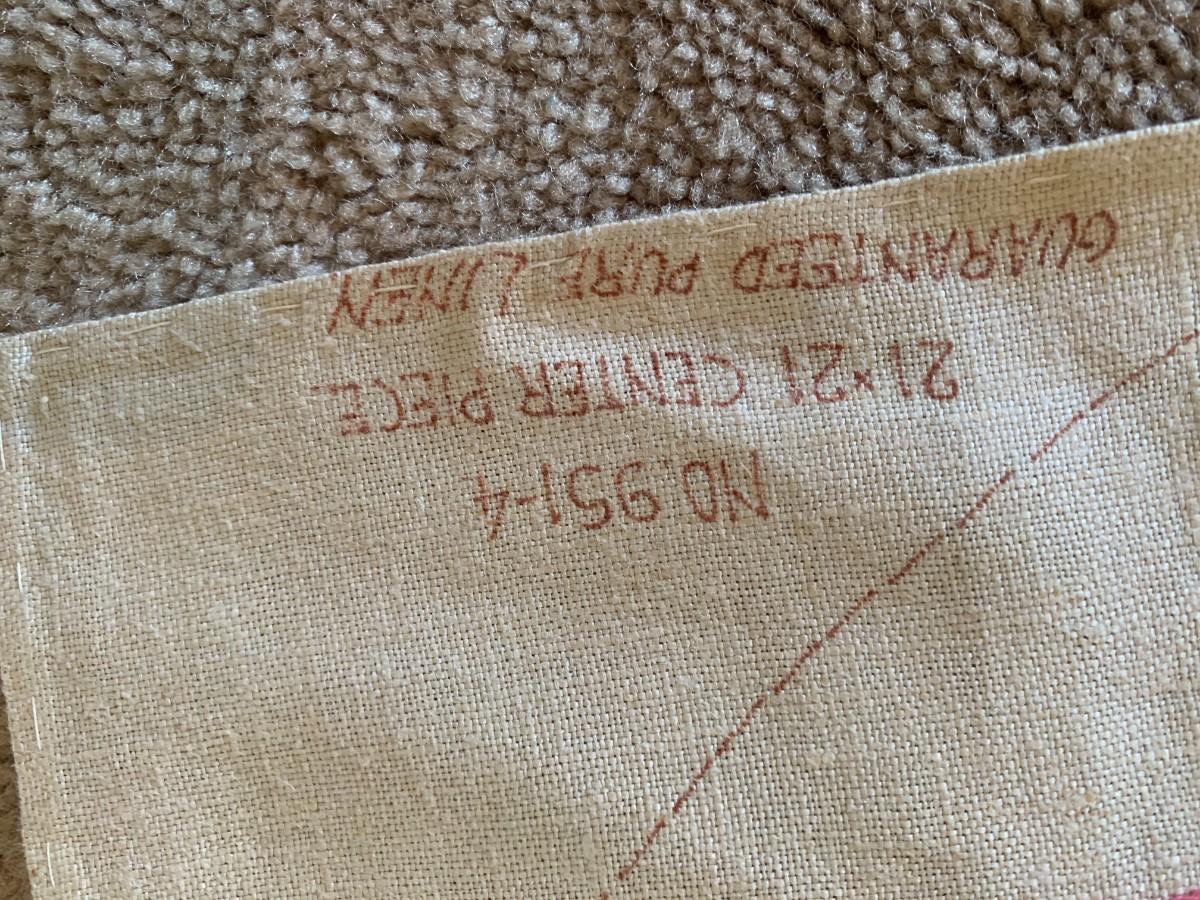 NO.951-4
21×21 CENTER PIECE
GUARANTEED PURE LINEN